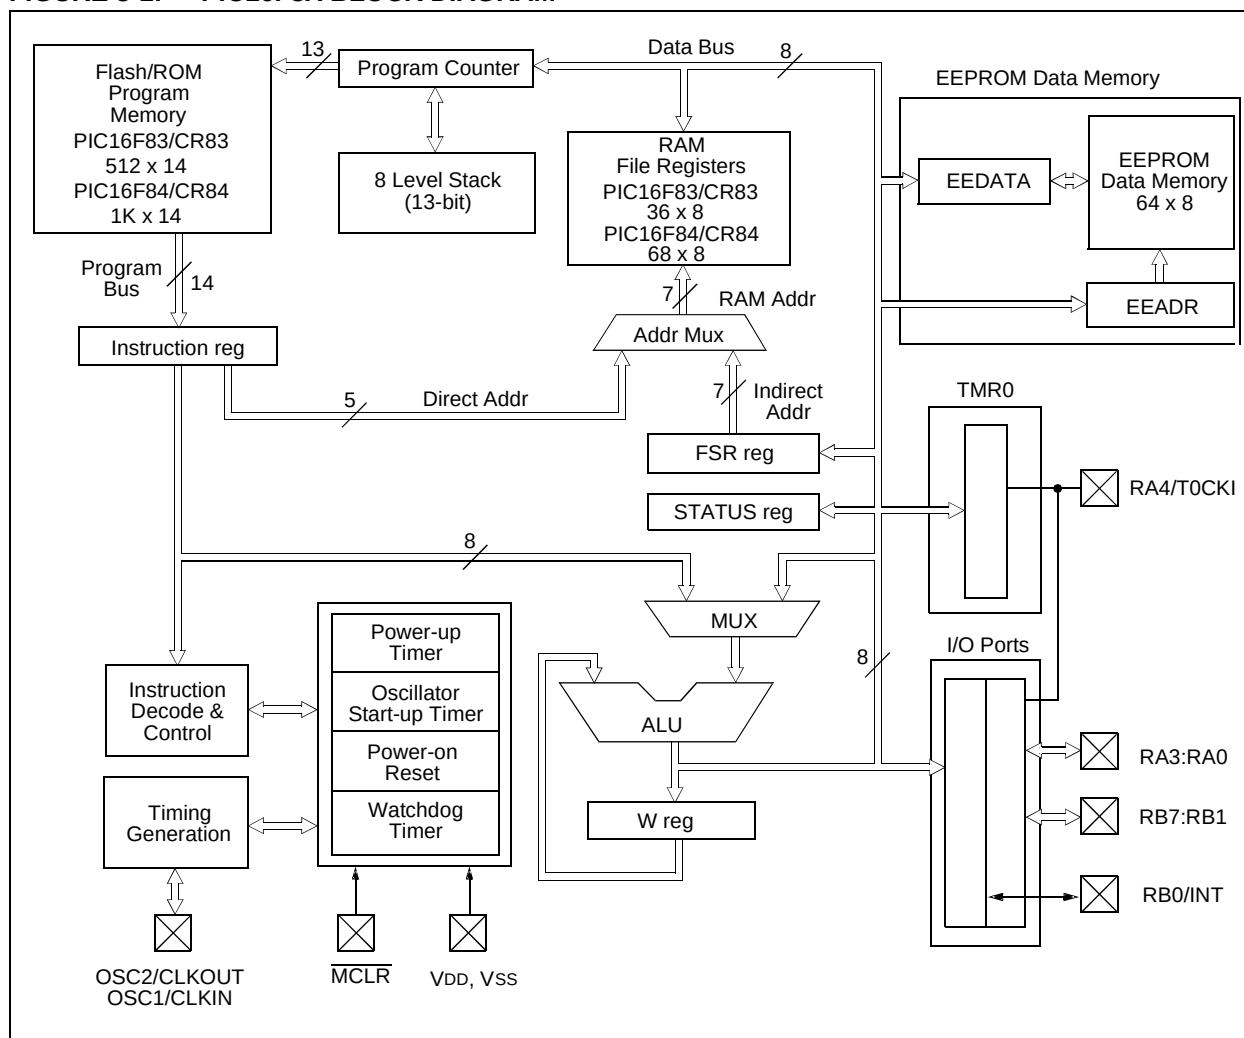 13
Data Bus
8
Flash/ROM
Program
Memory
PIC16F83/CR83
512 x 14
PIC16F84/CR84
1K x 14
Program Counter
8 Level Stack
(13-bit)
RAM
File Registers
PIC16F83/CR83
36 x 8
PIC16F84/CR84
68 x 8
EEPROM Data Memory
EEDATA
EEPROM
Data Memory
64 x 8
EEADR
Program
Bus
14
7
RAM Addr
Addr Mux
Instruction reg
5
Direct Addr
7
Indirect
Addr
FSR reg
STATUS reg
TMR0
RA4/T0CKI
8
MUX
8
I/O Ports
Power-up
Timer
Oscillator
Start-up Timer
Power-on
Reset
Watchdog
Timer
Instruction
Decode &
Control
Timing
Generation
ALU
W reg
RA3:RA0
RB7:RB1
RB0/INT
OSC2/CLKOUT
OSC1/CLKIN
MCLR
VDD, VSS